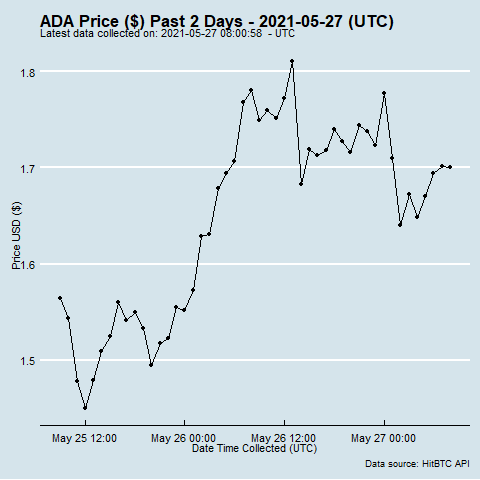 ADA Price ($) Past 2 Days - 2021-05-27 (UTC)
Latest data collected on: 2021-05-27 08:00:58 - UTC
1.8
1.7
1.6
1.5
Price USD ($)
May 25 12:00 May 26 00:00 May 26 12:00 May 27 00:00
Date Time Collected (UTC)
Data source: HitBTC API